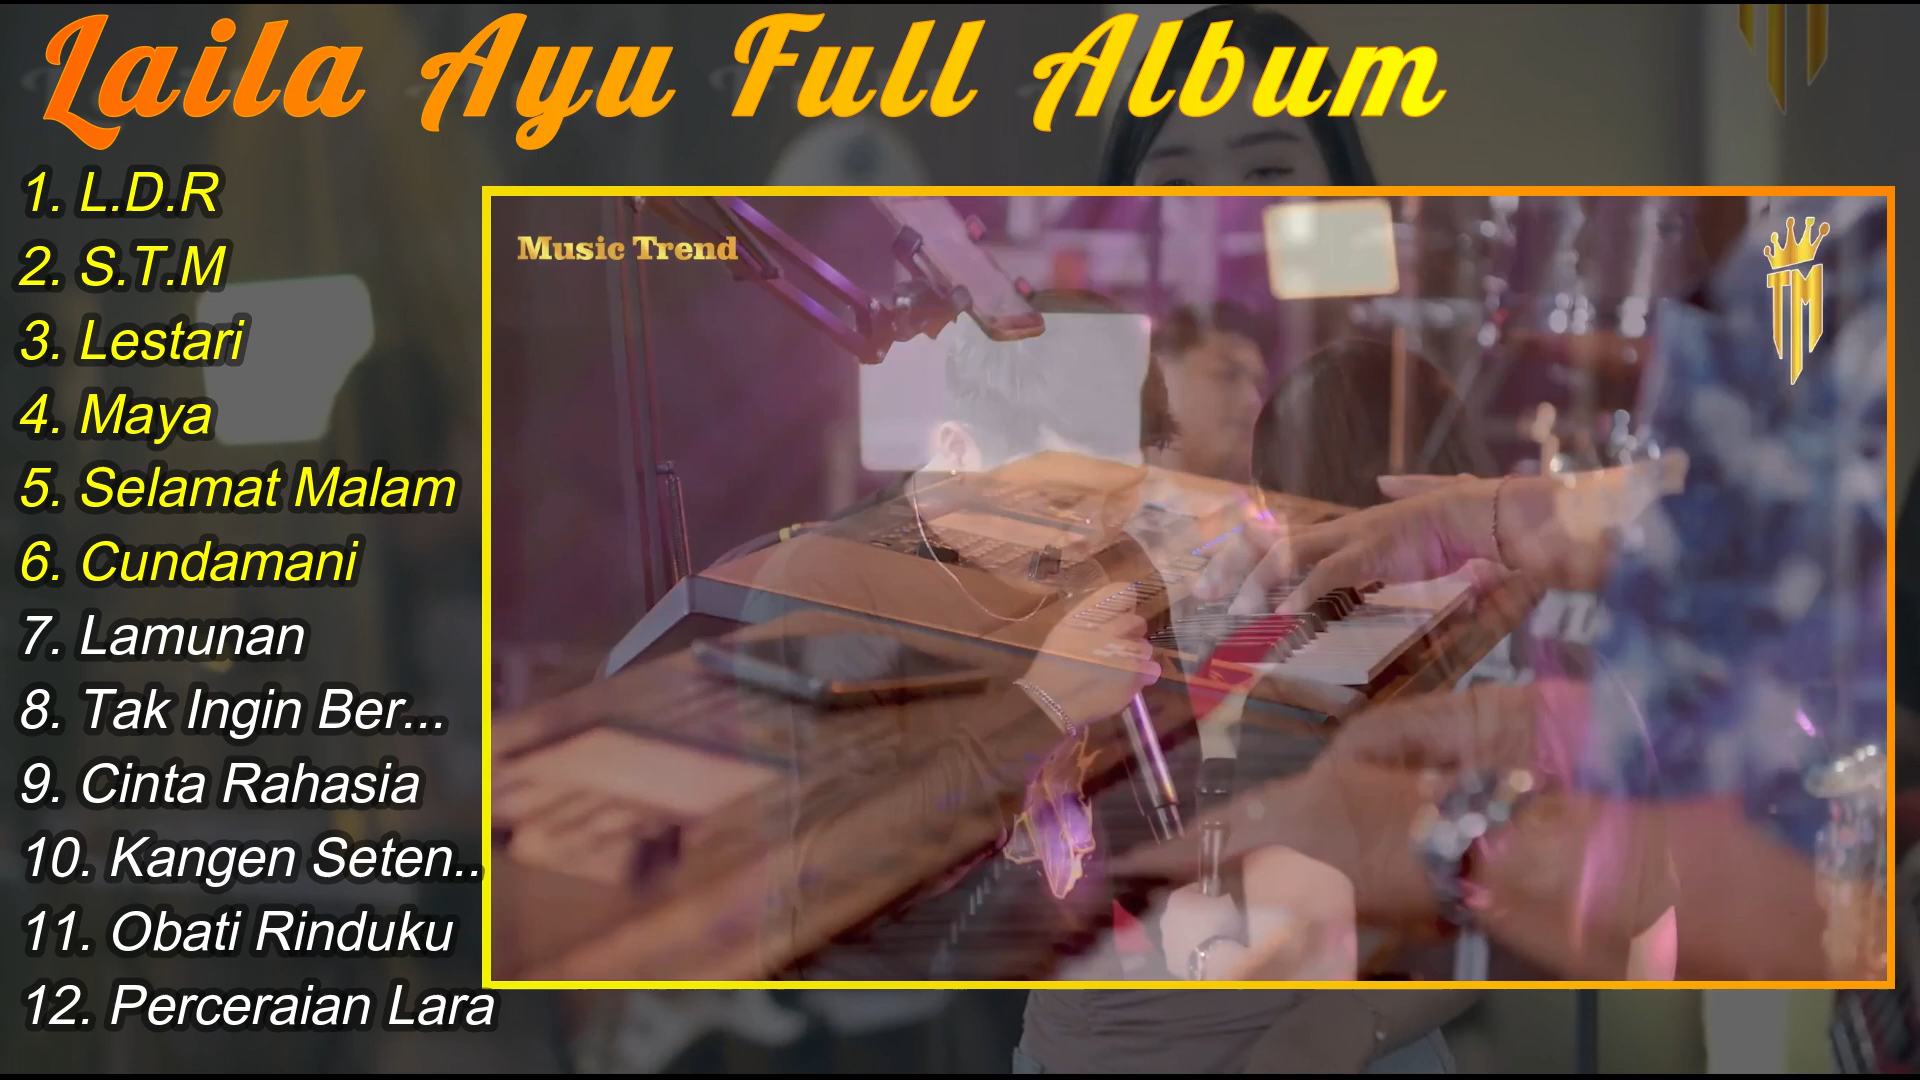 Laila Ayu Full Album
1. L.D.R
2. S.T.M
3. Lestari
4. Maya
5. Selamat Malam
6. Cundamani
7. Lamunan
8. Tak Ingin Ber...
9. Cinta Rahasia
10. Kangen Seten..
11. Obati Rinduku
12. Perceraian Lara
Music Trend
TM